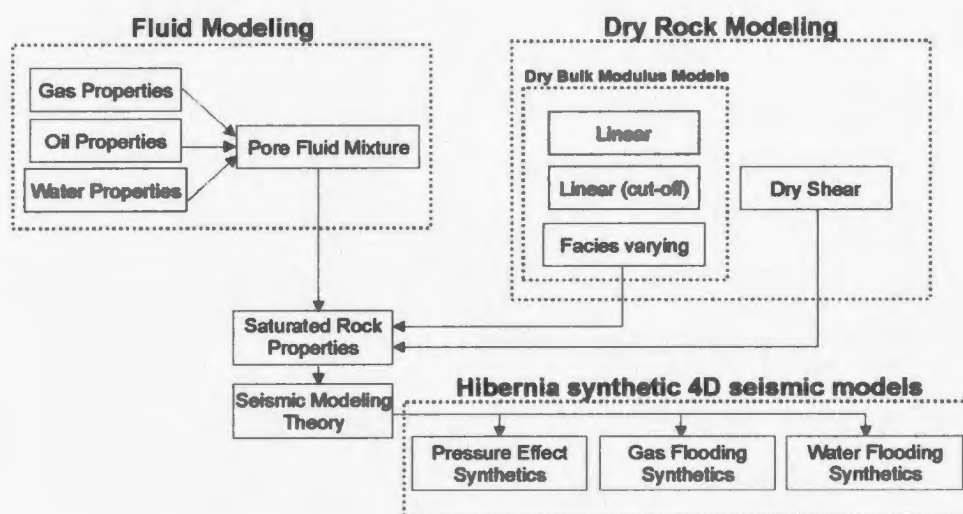 Fluid Modeling
Gas Properties
Oil Properties
Water Properties
Pore Fluid Mixture
Dry Rock Modeling
Dry Bulk Modulus Models
Linear
Linear (cut-off)
Facies varying
Dry Shear
Saturated Rock
Properties
Seismic Modeling
Theory
Hibernia synthetic 4D seismic models
Pressure Effect
Synthetics
Gas Flooding
Synthetics
Water Flooding
Synthetics